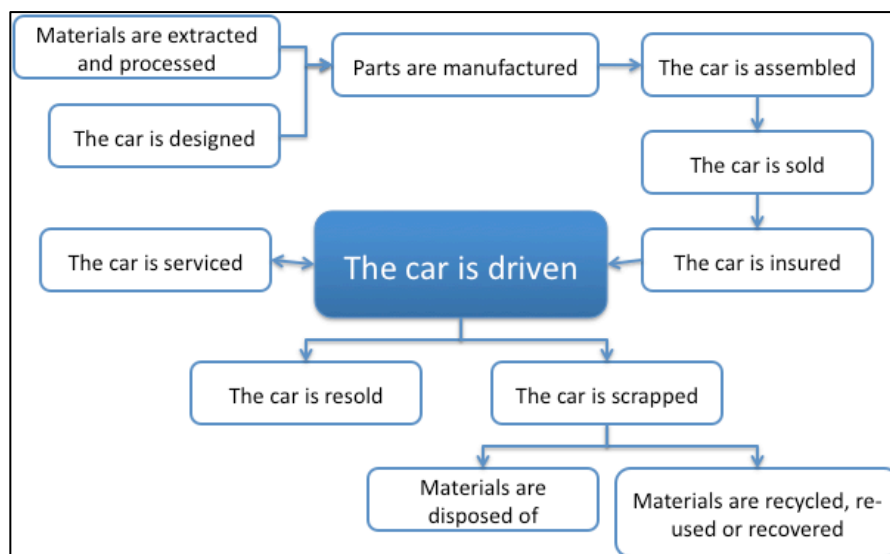 Materials are extracted
and processed
Parts are manufactured
The car is assembled
The car is designed
The car is sold
The car is serviced
The car is driven
The car is insured
The car is resold
The car is scrapped
Materials are
disposed of
Materials are recycled, re-
used or recovered